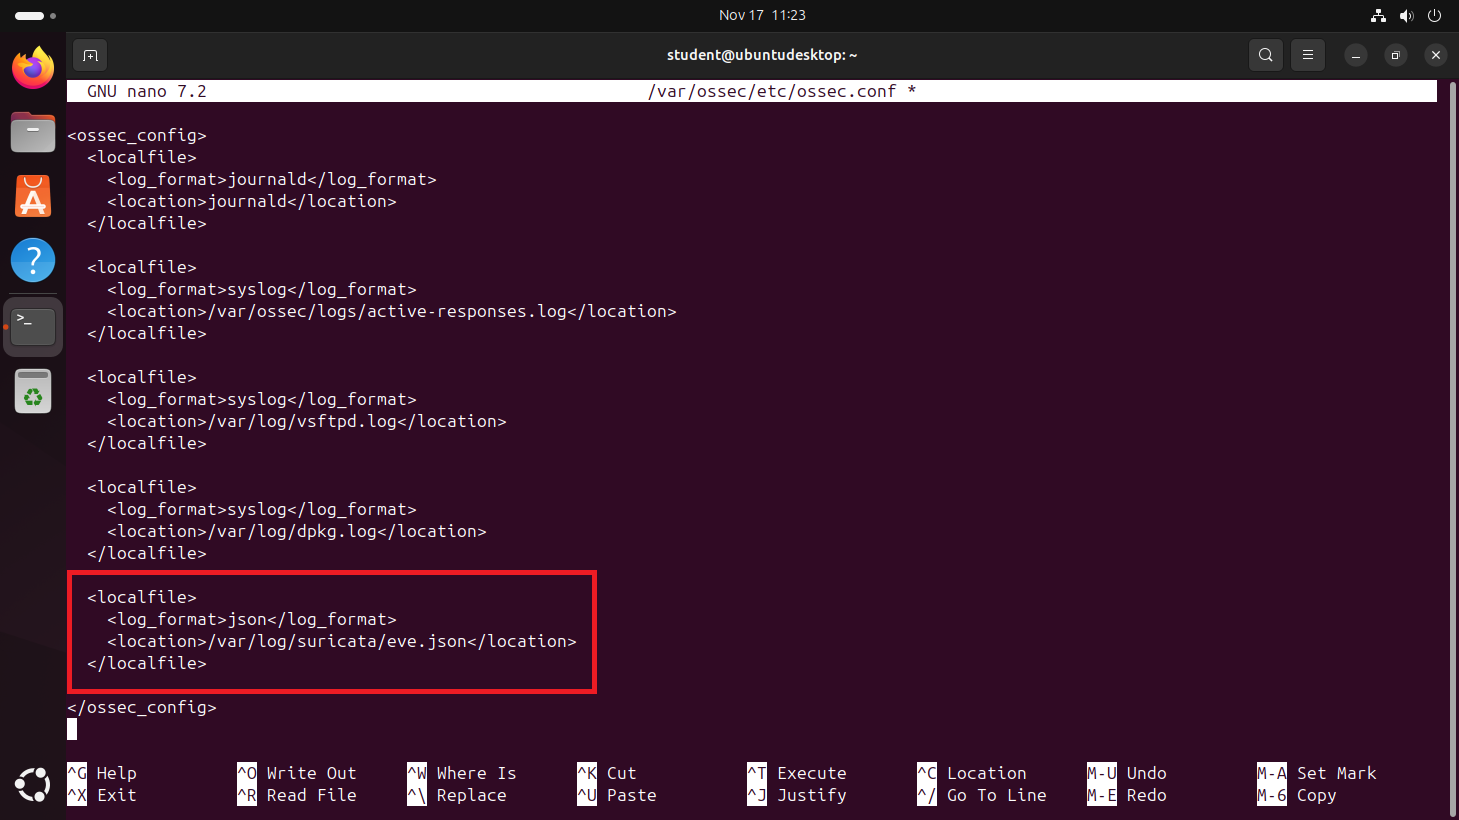 Nov 17 11:23
student@ubuntudesktop: ~
GNU nano 7.2 /var/ossec/etc/ossec.conf *
<ossec_config>
<localfile>
<log_format>journald</log_format>
<location>journald</location>
</localfile>
<localfile>
<log_format>syslog</log_format>
<location>/var/ossec/logs/active-responses.log</location>
</localfile>
<localfile>
<log_format>syslog</log_format>
<location>/var/log/vsftpd.log</location>
</localfile>
<localfile>
<log_format>syslog</log_format>
<location>/var/log/dpkg.log</location>
</localfile>
<localfile>
<log_format>json</log_format>
<location>/var/log/suricata/eve.json</location>
</localfile>
</ossec_config>
^G Help ^O Write Out ^W Where Is ^K Cut ^T Execute ^C Location M-U Undo M-A Set Mark
^X Exit ^R Read File ^\ Replace ^U Paste ^J Justify ^/ Go To Line M-E Redo M-6 Copy